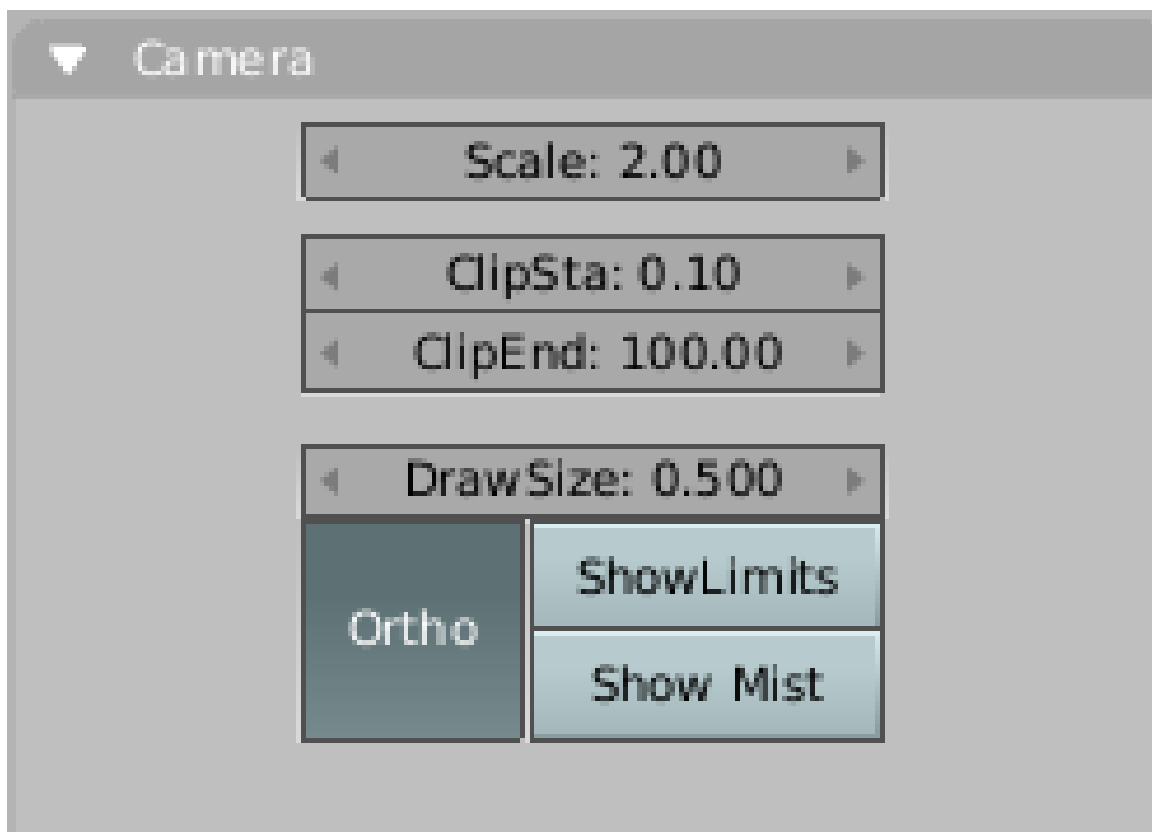 Camera
Scale: 2.00
ClipSta: 0.10
ClipEnd: 100.00
DrawSize: 0.500
Ortho
ShowLimits
Show Mist